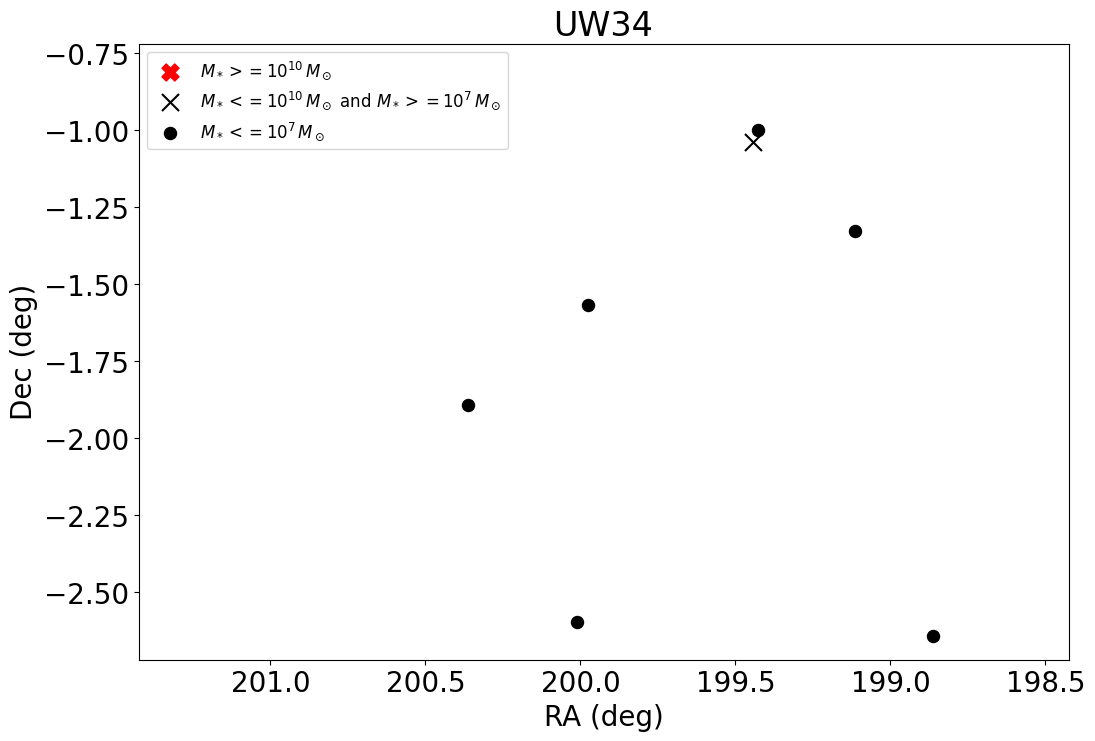 UW34
−0.75
−1.00
−1.25
−1.50
−1.75
−2.00
−2.25
−2.50
Dec (deg)
M* >= 10^10 M⊙
M* <= 10^10 M⊙ and M* >= 10^7 M⊙
M* <= 10^7 M⊙
201.0 200.5 200.0 199.5 199.0 198.5
RA (deg)